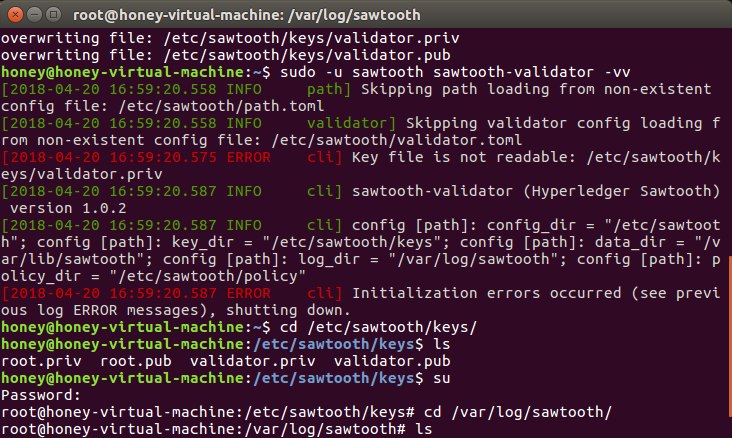 root@honey-virtual-machine: /var/log/sawtooth
overwriting file: /etc/sawtooth/keys/validator.priv
overwriting file: /etc/sawtooth/keys/validator.pub
honey@honey-virtual-machine:~$ sudo -u sawtooth sawtooth-validator -vv
[2018-04-20 16:59:20.558 INFO     path] Skipping path loading from non-existent
config file: /etc/sawtooth/path.toml
[2018-04-20 16:59:20.558 INFO     validator] Skipping validator config loading f
rom non-existent config file: /etc/sawtooth/validator.toml
[2018-04-20 16:59:20.575 ERROR    cli] Key file is not readable: /etc/sawtooth/k
eys/validator.priv
[2018-04-20 16:59:20.587 INFO     cli] sawtooth-validator (Hyperledger Sawtooth)
 version 1.0.2
[2018-04-20 16:59:20.587 INFO     cli] config [path]: config_dir = "/etc/sawtoot
h"; config [path]: key_dir = "/etc/sawtooth/keys"; config [path]: data_dir = "/v
ar/lib/sawtooth"; config [path]: log_dir = "/var/log/sawtooth"; config [path]: p
olicy_dir = "/etc/sawtooth/policy"
[2018-04-20 16:59:20.587 ERROR    cli] Initialization errors occurred (see previ
ous log ERROR messages), shutting down.
honey@honey-virtual-machine:~$ cd /etc/sawtooth/keys/
honey@honey-virtual-machine:/etc/sawtooth/keys$ ls
root.priv  root.pub  validator.priv  validator.pub
honey@honey-virtual-machine:/etc/sawtooth/keys$ su
Password:
root@honey-virtual-machine:/etc/sawtooth/keys# cd /var/log/sawtooth/
root@honey-virtual-machine:/var/log/sawtooth# ls